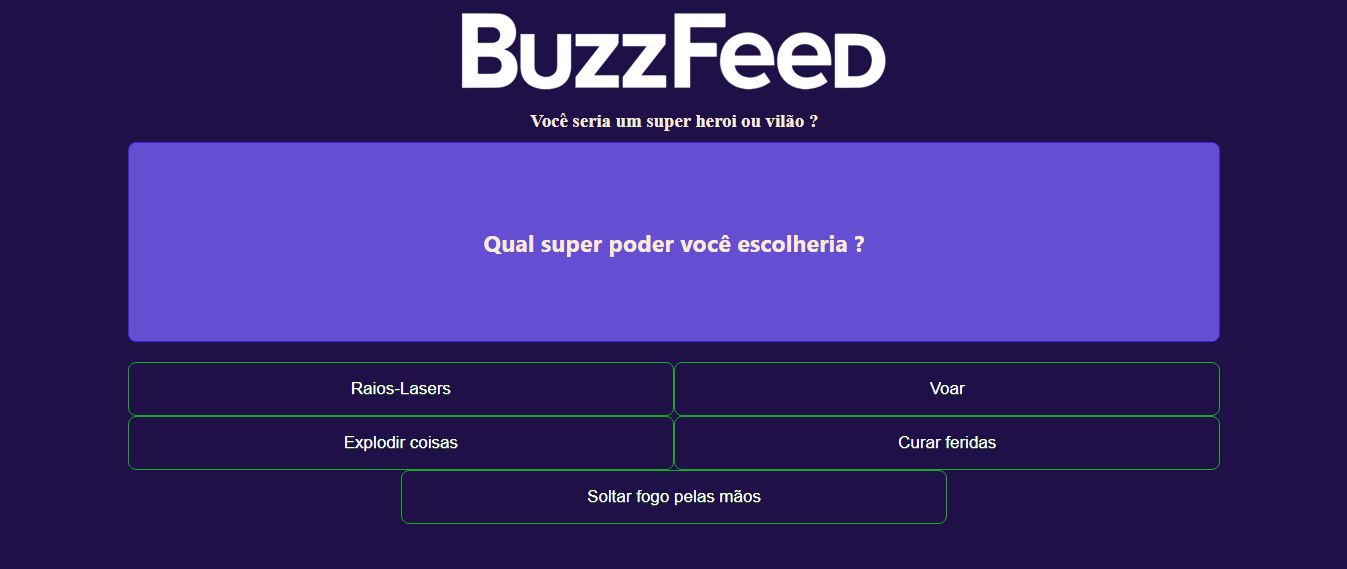 BuzzFeed
Você seria um super heroi ou vilão ?
Qual super poder você escolheria ?
Raios-Lasers
Voar
Explodir coisas
Curar feridas
Soltar fogo pelas mãos